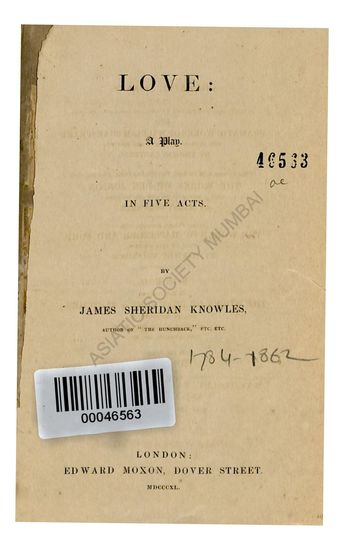 LOVE:
A Play.
46563
ae
IN FIVE ACTS.
BY
JAMES SHERIDAN KNOWLES,
AUTHOR OF "THE HUNCHBACK," ETC. ETC.
1784-1862
00046563
LONDON:
EDWARD MOXON, DOVER STREET.
MDCCCXL.
ASIATIC SOCIETY, MUMBAI